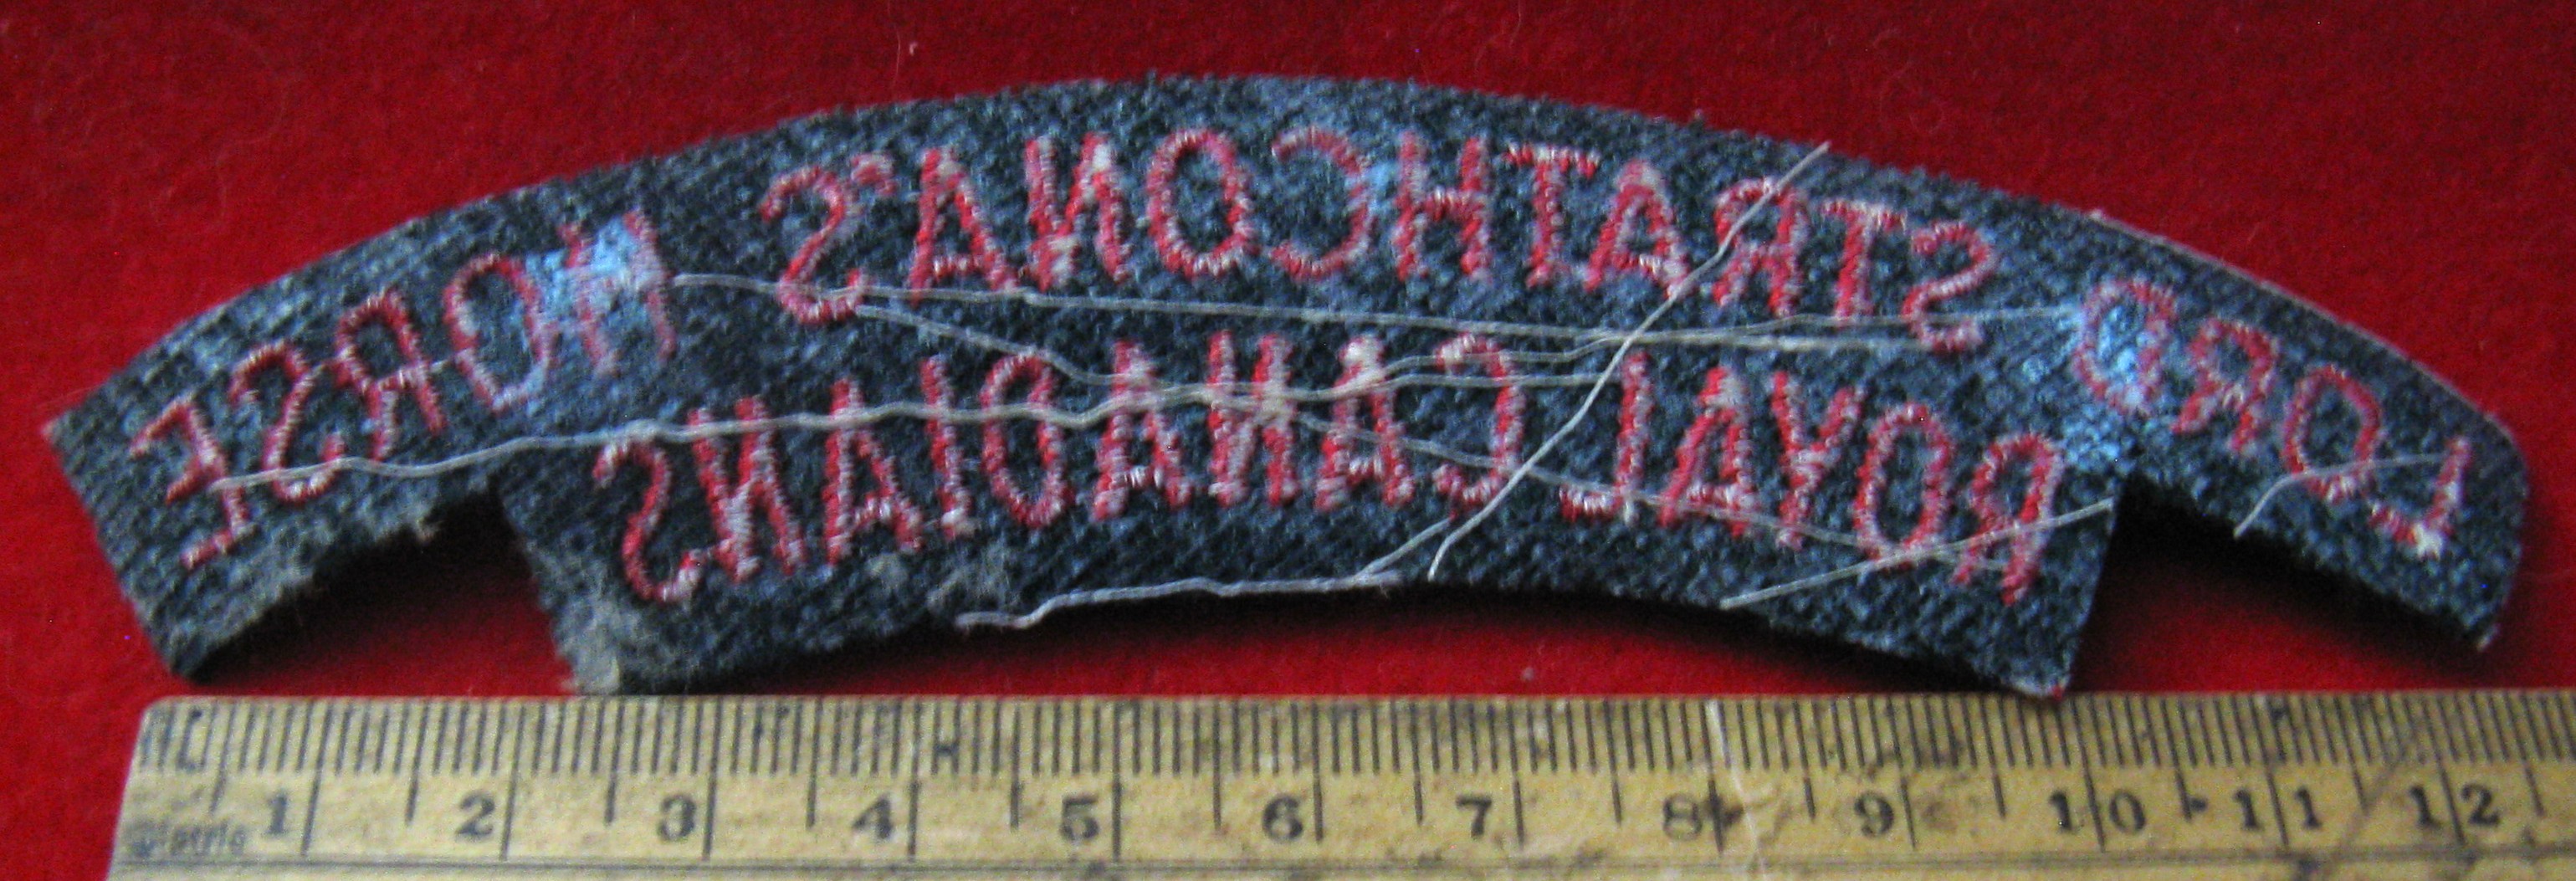 LORD STRATHCONA'S HORSE
ROYAL CANADIANS
1 2 3 4 5 6 7 8 9 10 11 12